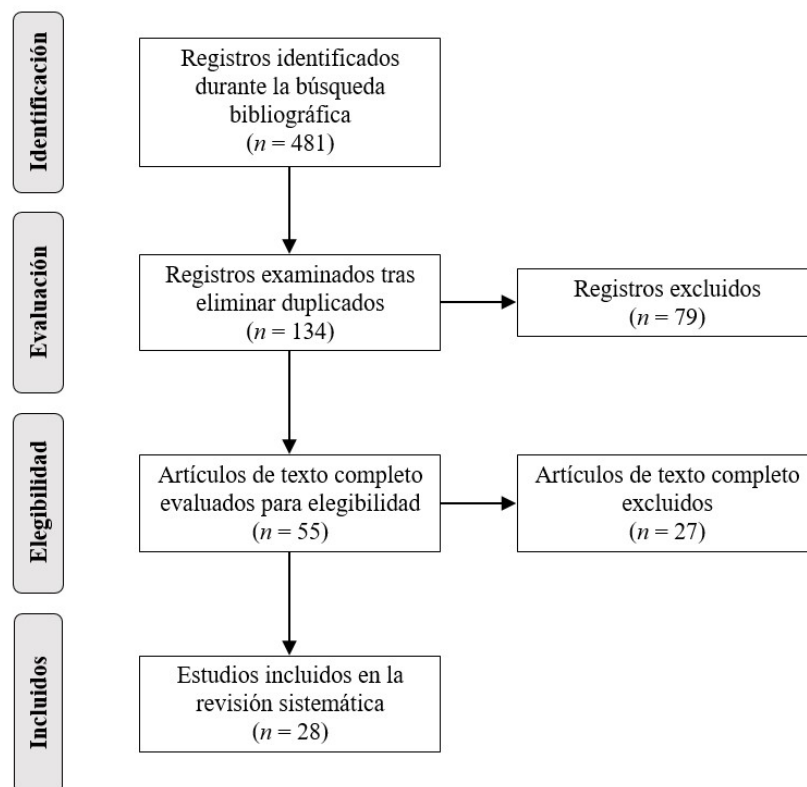 Identificación
Registros identificados
durante la búsqueda
bibliográfica
(n = 481)
Evaluación
Registros examinados tras
eliminar duplicados
(n = 134)
Registros excluidos
(n = 79)
Elegibilidad
Artículos de texto completo
evaluados para elegibilidad
(n = 55)
Artículos de texto completo
excluidos
(n = 27)
Incluidos
Estudios incluidos en la
revisión sistemática
(n = 28)